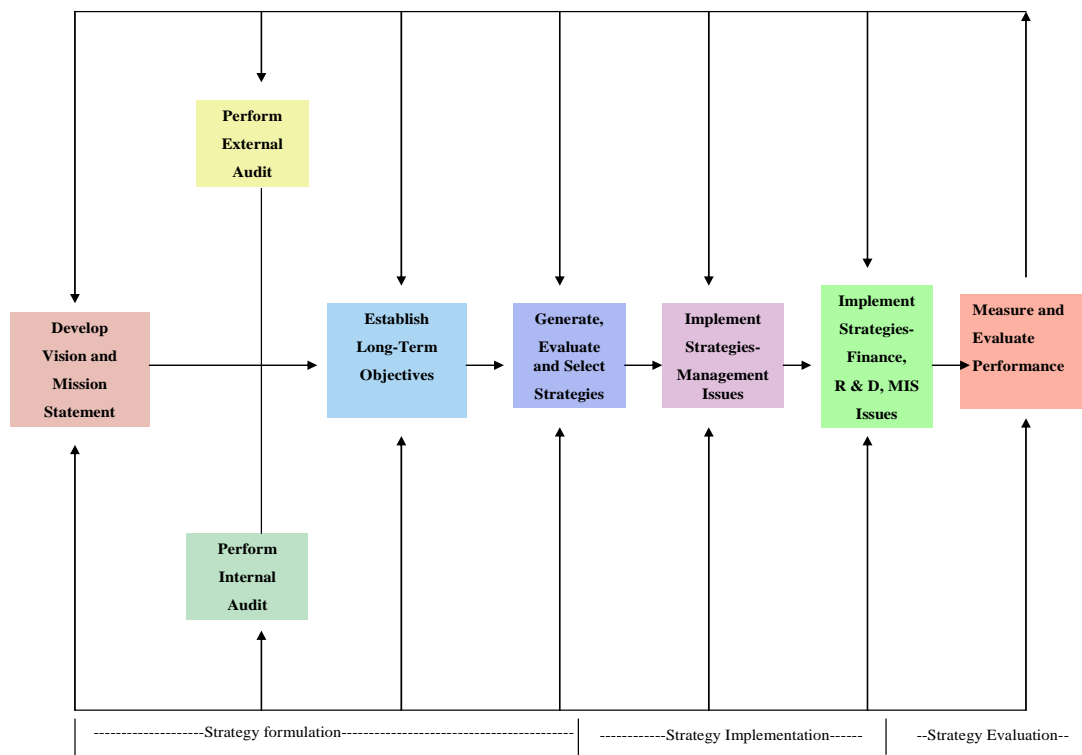 Perform
External
Audit
Develop
Vision and
Mission
Statement
Establish
Long-Term
Objectives
Generate,
Evaluate
and Select
Strategies
Implement
Strategies-
Management
Issues
Implement
Strategies-
Finance,
R & D, MIS
Issues
Measure and
Evaluate
Performance
Perform
Internal
Audit
--------------------Strategy formulation-------------------------------------------
------------Strategy Implementation------
--Strategy Evaluation--